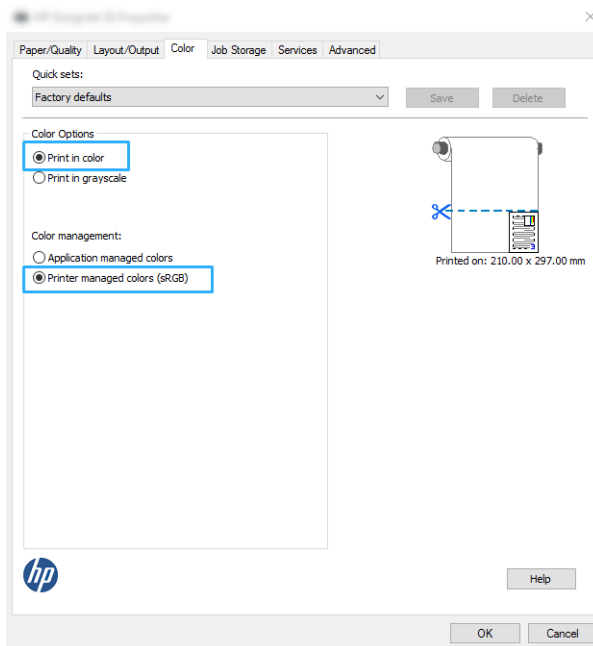 Paper/Quality Layout/Output Color Job Storage Services Advanced
Quick sets:
Factory defaults
Save Delete
Color Options
Print in color
Print in grayscale
Color management:
Application managed colors
Printer managed colors (sRGB)
Printed on: 210.00 x 297.00 mm
hp
Help
OK Cancel